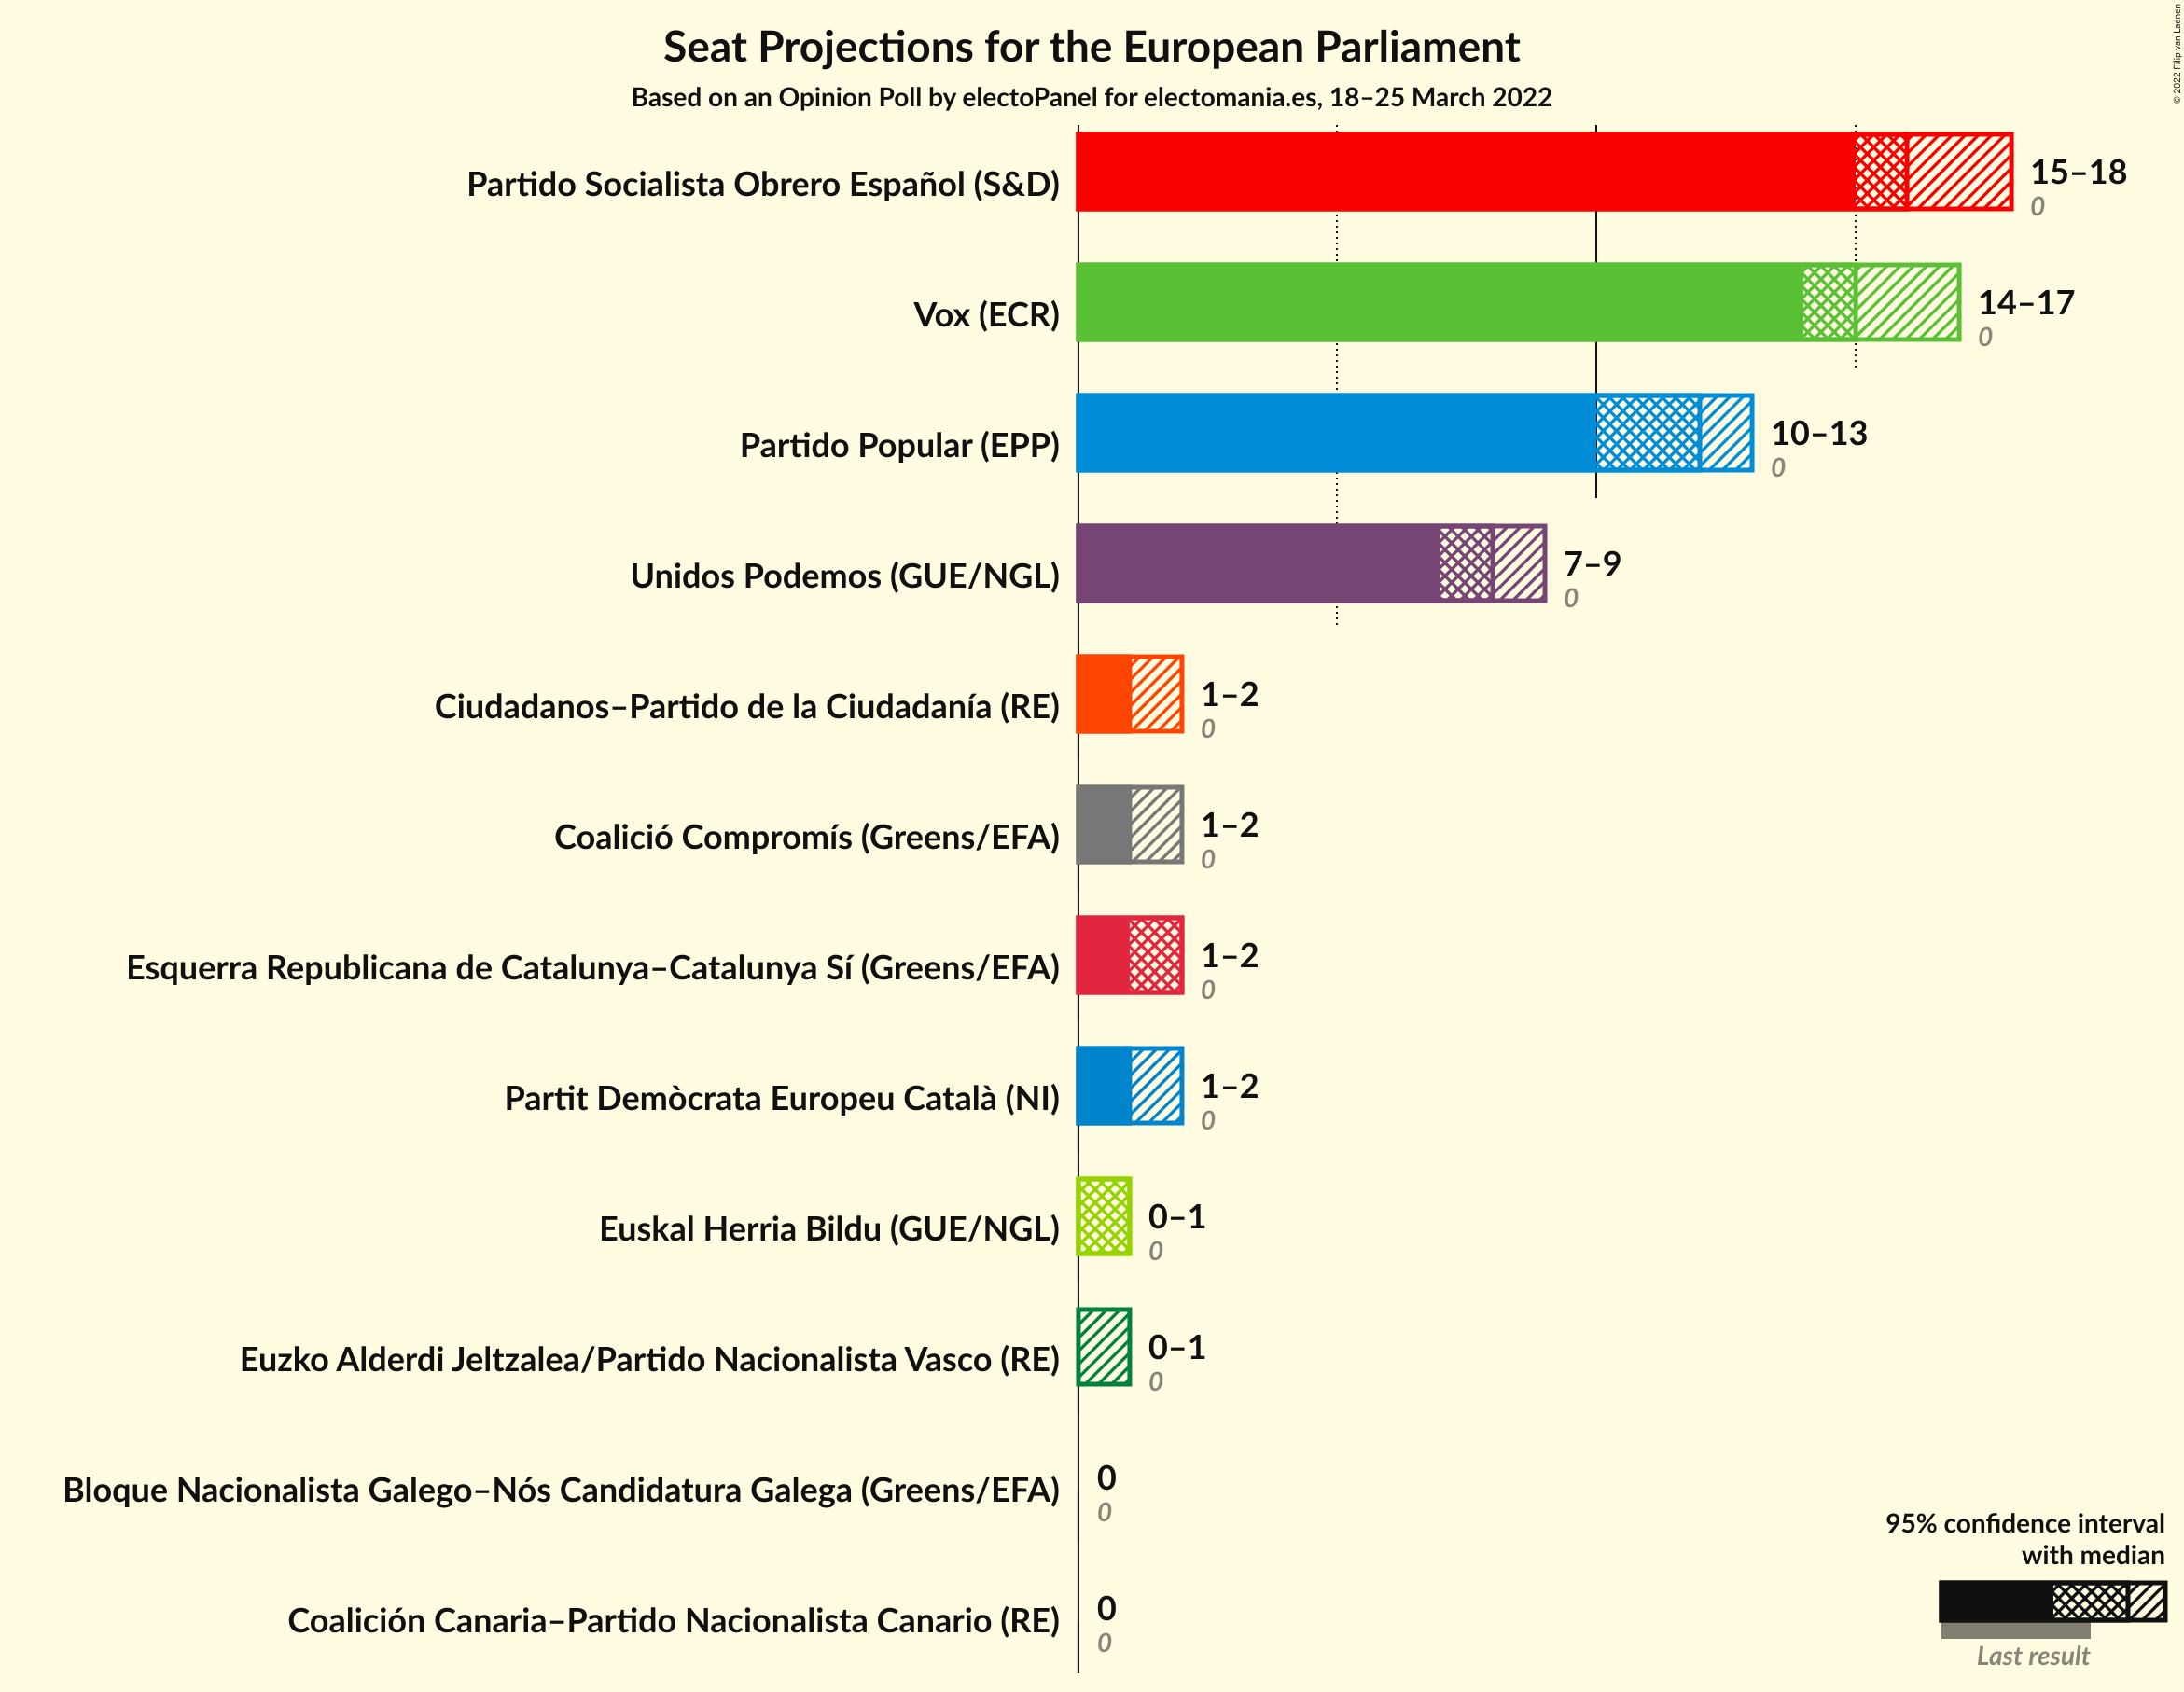 Seat Projections for the European Parliament
Based on an Opinion Poll by electoPanel for electomania.es, 18–25 March 2022
© 2022 Filip van Laenen
Partido Socialista Obrero Español (S&D)
15–18
0
Vox (ECR)
14–17
0
Partido Popular (EPP)
10–13
0
Unidos Podemos (GUE/NGL)
7–9
0
Ciudadanos–Partido de la Ciudadanía (RE)
1–2
0
Coalició Compromís (Greens/EFA)
1–2
0
Esquerra Republicana de Catalunya–Catalunya Sí (Greens/EFA)
1–2
0
Partit Demòcrata Europeu Català (NI)
1–2
0
Euskal Herria Bildu (GUE/NGL)
0–1
0
Euzko Alderdi Jeltzalea/Partido Nacionalista Vasco (RE)
0–1
0
Bloque Nacionalista Galego–Nós Candidatura Galega (Greens/EFA)
0
0
Coalición Canaria–Partido Nacionalista Canario (RE)
0
0
95% confidence interval
with median
Last result